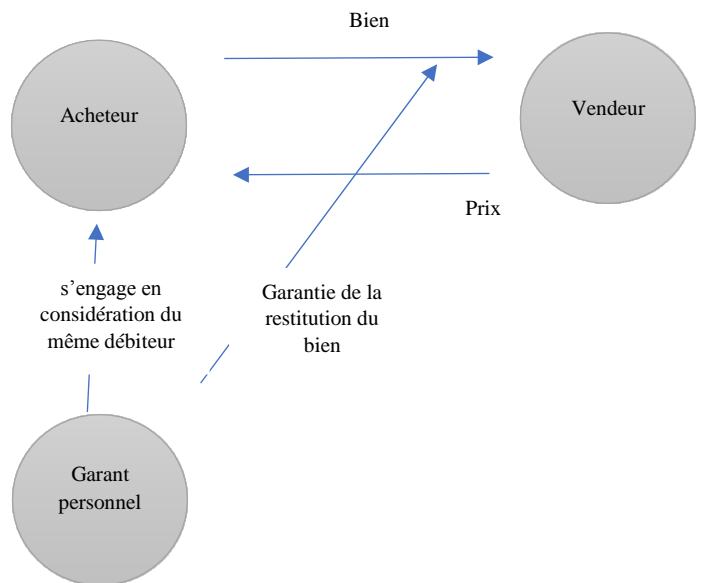 Bien
Acheteur
Vendeur
Prix
s’engage en
considération du
même débiteur
Garantie de la
restitution du
bien
Garant
personnel